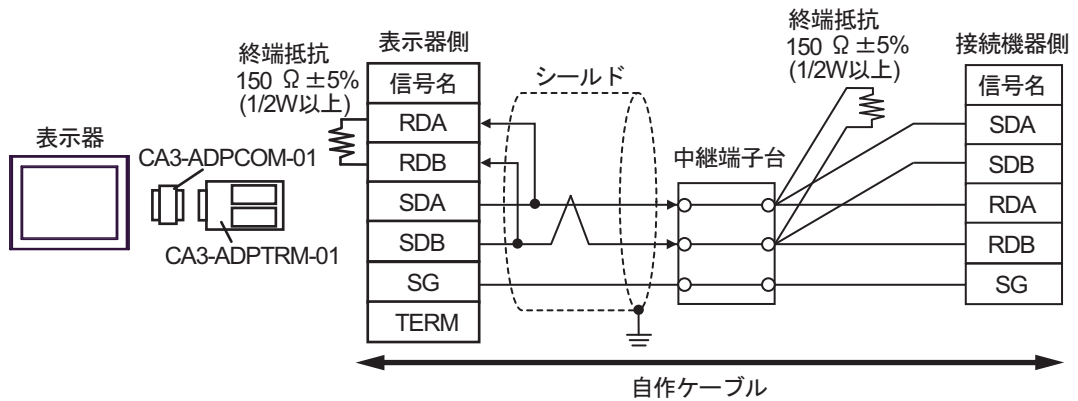 表示器
CA3-ADPCOM-01
CA3-ADPTRM-01
終端抵抗
150 Ω ±5%
(1/2W以上)
表示器側
信号名
RDA
RDB
SDA
SDB
SG
TERM
シールド
中継端子台
終端抵抗
150 Ω ±5%
(1/2W以上)
接続機器側
信号名
SDA
SDB
RDA
RDB
SG
自作ケーブル